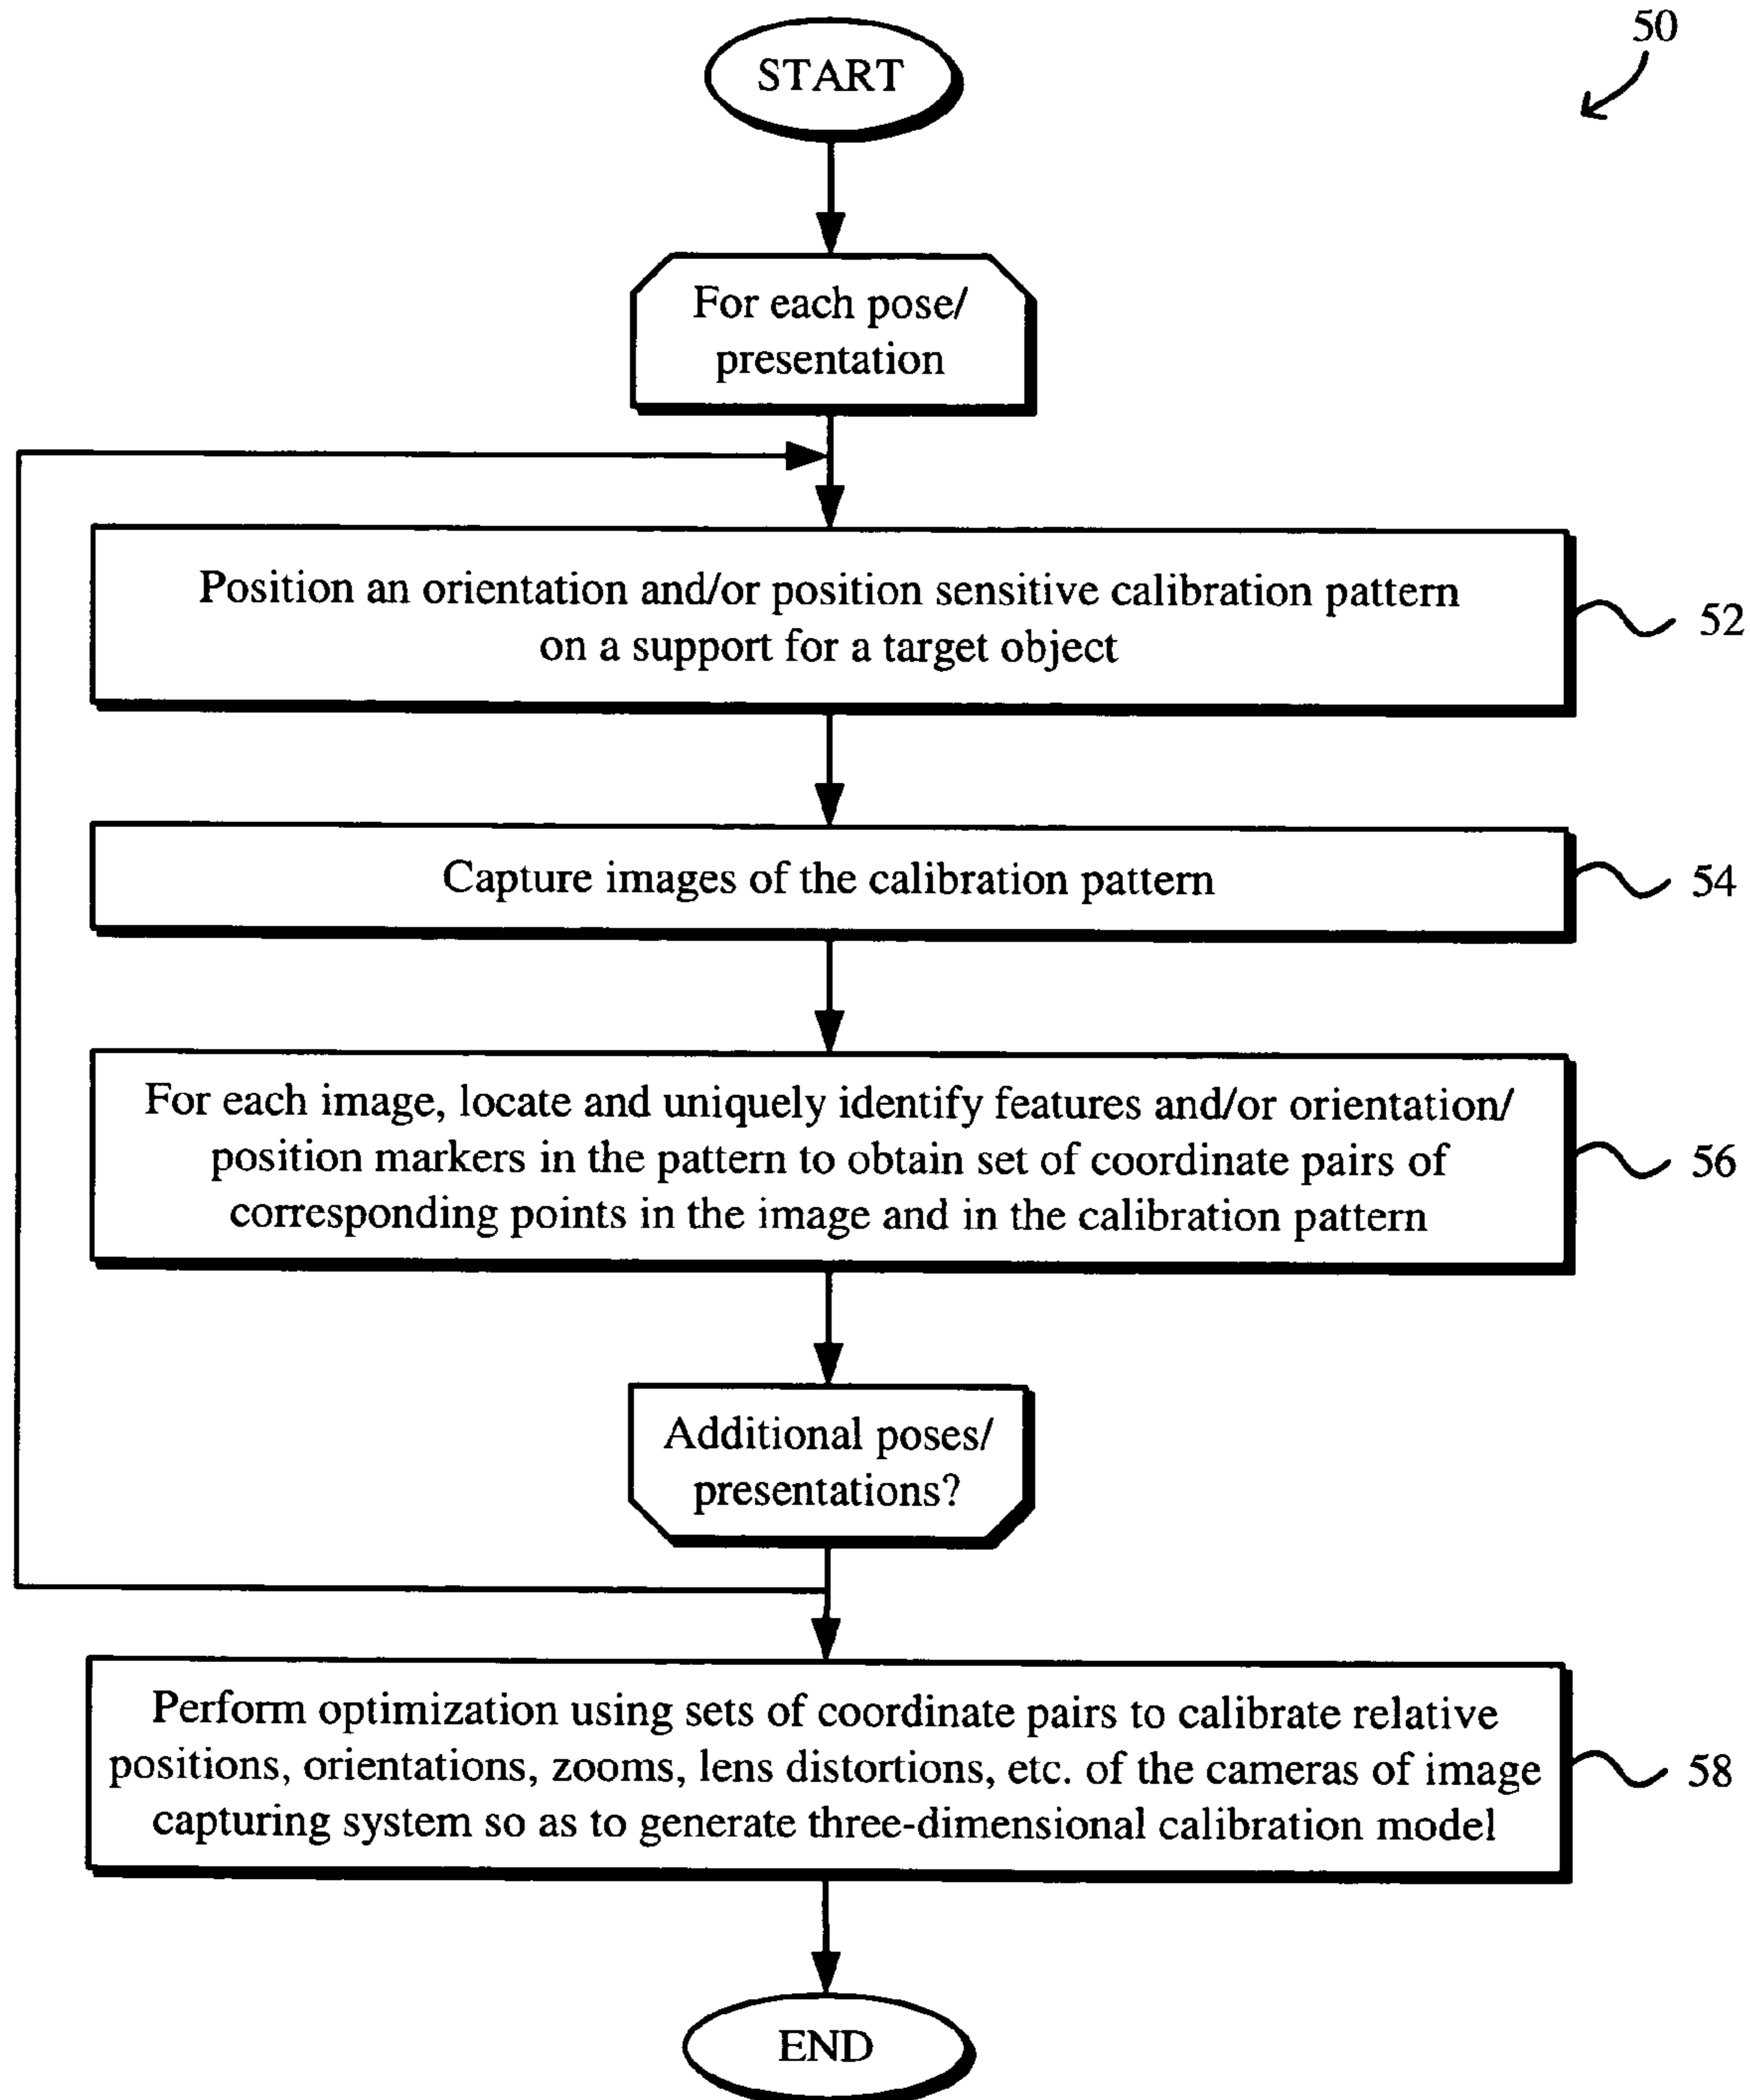 50
START
For each pose/
presentation
Position an orientation and/or position sensitive calibration pattern
on a support for a target object
52
Capture images of the calibration pattern
54
For each image, locate and uniquely identify features and/or orientation/
position markers in the pattern to obtain set of coordinate pairs of
corresponding points in the image and in the calibration pattern
56
Additional poses/
presentations?
Perform optimization using sets of coordinate pairs to calibrate relative
positions, orientations, zooms, lens distortions, etc. of the cameras of image
capturing system so as to generate three-dimensional calibration model
58
END